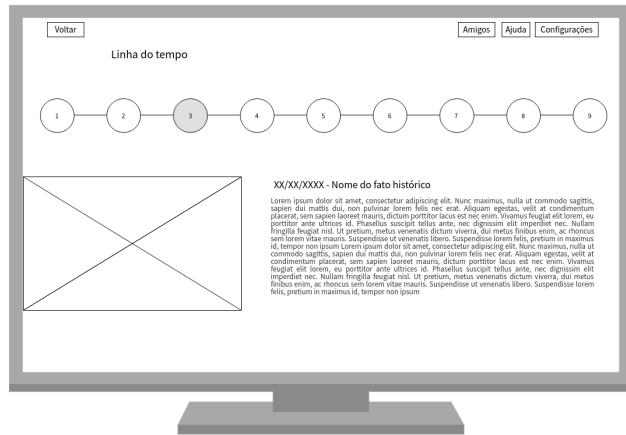 Voltar
Amigos
Ajuda
Configurações
Linha do tempo
1 2 3 4 5 6 7 8 9
XX/XX/XXXX - Nome do fato histórico
Lorem ipsum dolor sit amet, consectetur adipiscing elit. Nunc maximus, nulla ut commodo sagittis,
sapien dui mattis dui, non pulvinar lorem felis nec erat. Aliquam egestas, velit at condimentum
placerat, sem sapien laoreet mauris, dictum porttitor lacus est nec enim. Vivamus feugiat elit lorem, eu
porttitor ante ultrices id. Phasellus suscipit tellus ante, nec dignissim elit imperdiet nec. Nullam
fringilla feugiat nisl. Ut pretium, metus venenatis dictum viverra, dui metus finibus enim, ac rhoncus
sem lorem vitae mauris. Suspendisse ut venenatis libero. Suspendisse lorem felis, pretium in maximus
id, tempor non ipsum Lorem ipsum dolor sit amet, consectetur adipiscing elit. Nunc maximus, nulla ut
commodo sagittis, sapien dui mattis dui, non pulvinar lorem felis nec erat. Aliquam egestas, velit at
condimentum placerat, sem sapien laoreet mauris, dictum porttitor lacus est nec enim. Vivamus
feugiat elit lorem, eu porttitor ante ultrices id. Phasellus suscipit tellus ante, nec dignissim elit
imperdiet nec. Nullam fringilla feugiat nisl. Ut pretium, metus venenatis dictum viverra, dui metus
finibus enim, ac rhoncus sem lorem vitae mauris. Suspendisse ut venenatis libero. Suspendisse lorem
felis, pretium in maximus id, tempor non ipsum